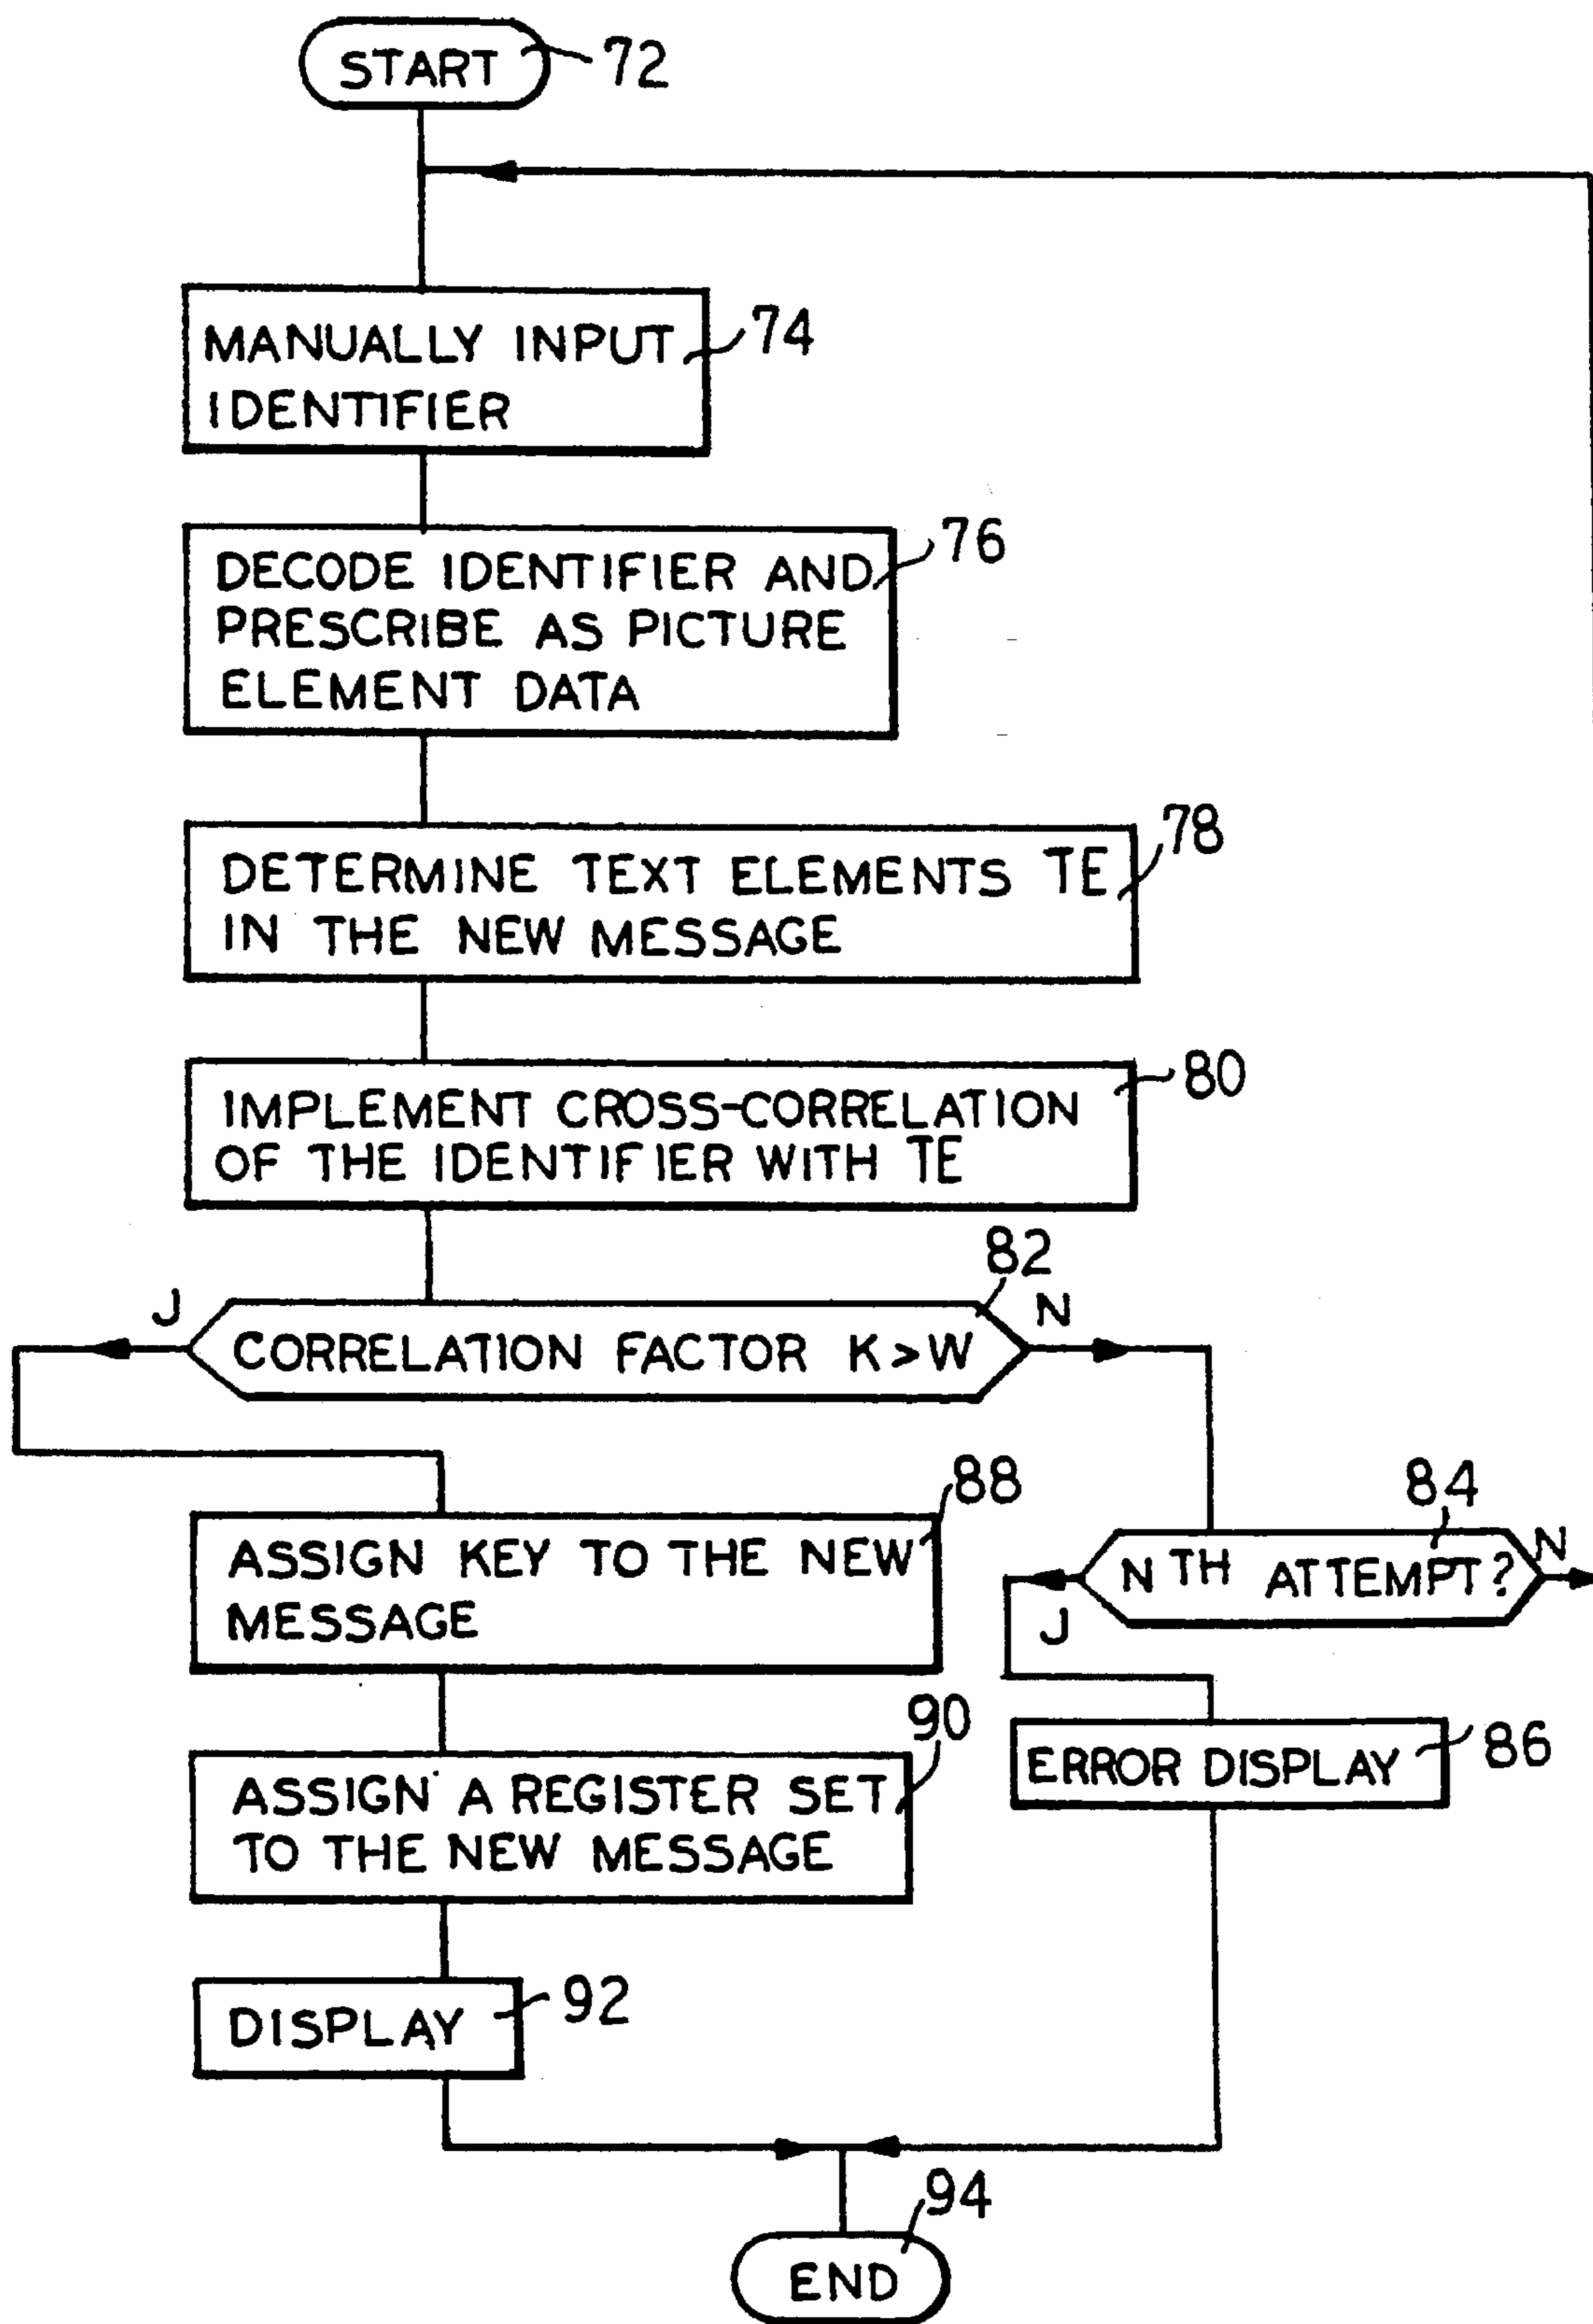 START 72
MANUALLY INPUT 74
IDENTIFIER
DECODE IDENTIFIER AND 76
PRESCRIBE AS PICTURE
ELEMENT DATA
DETERMINE TEXT ELEMENTS TE 78
IN THE NEW MESSAGE
IMPLEMENT CROSS-CORRELATION 80
OF THE IDENTIFIER WITH TE
82
J CORRELATION FACTOR K>W N
88
ASSIGN KEY TO THE NEW
MESSAGE
84
NTH ATTEMPT? N
J
90
ASSIGN A REGISTER SET
TO THE NEW MESSAGE
ERROR DISPLAY 86
DISPLAY 92
94
END